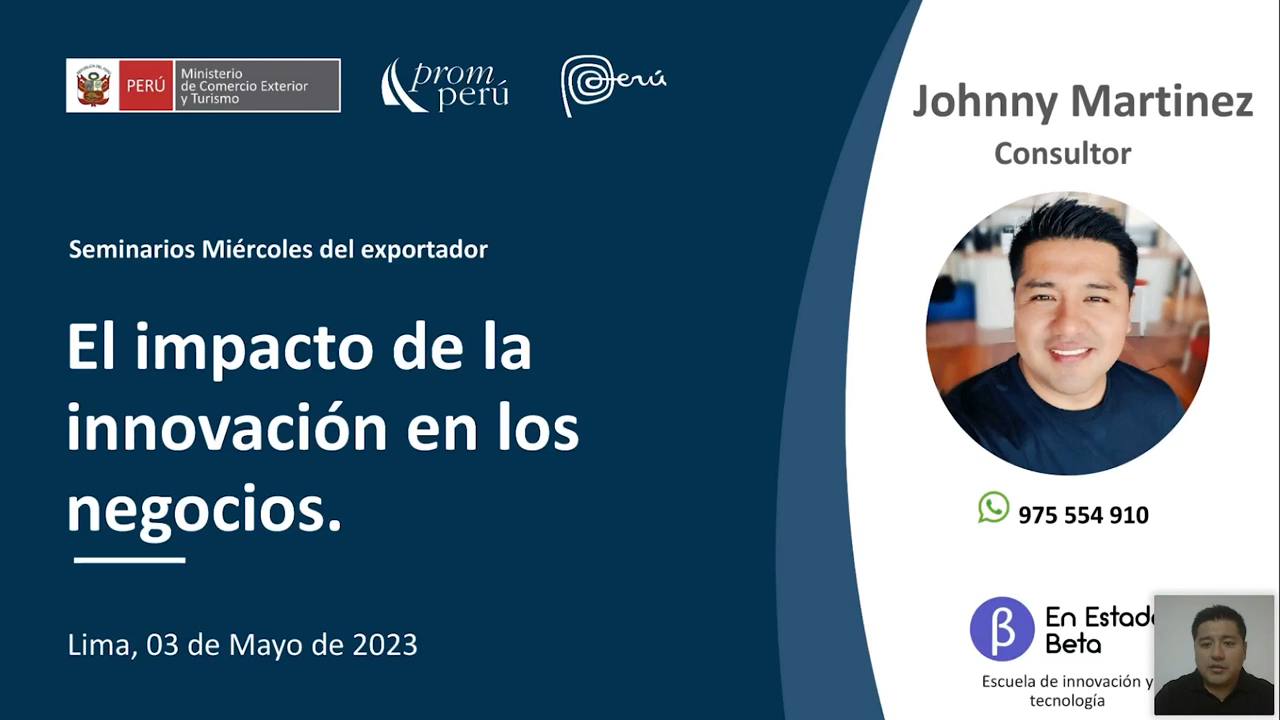 PERÚ
Ministerio
de Comercio Exterior
y Turismo
prom
perú
Perú
Seminarios Miércoles del exportador
El impacto de la
innovación en los
negocios.
Lima, 03 de Mayo de 2023
Johnny Martinez
Consultor
975 554 910
β
En Estado
Beta
Escuela de innovación y
tecnología